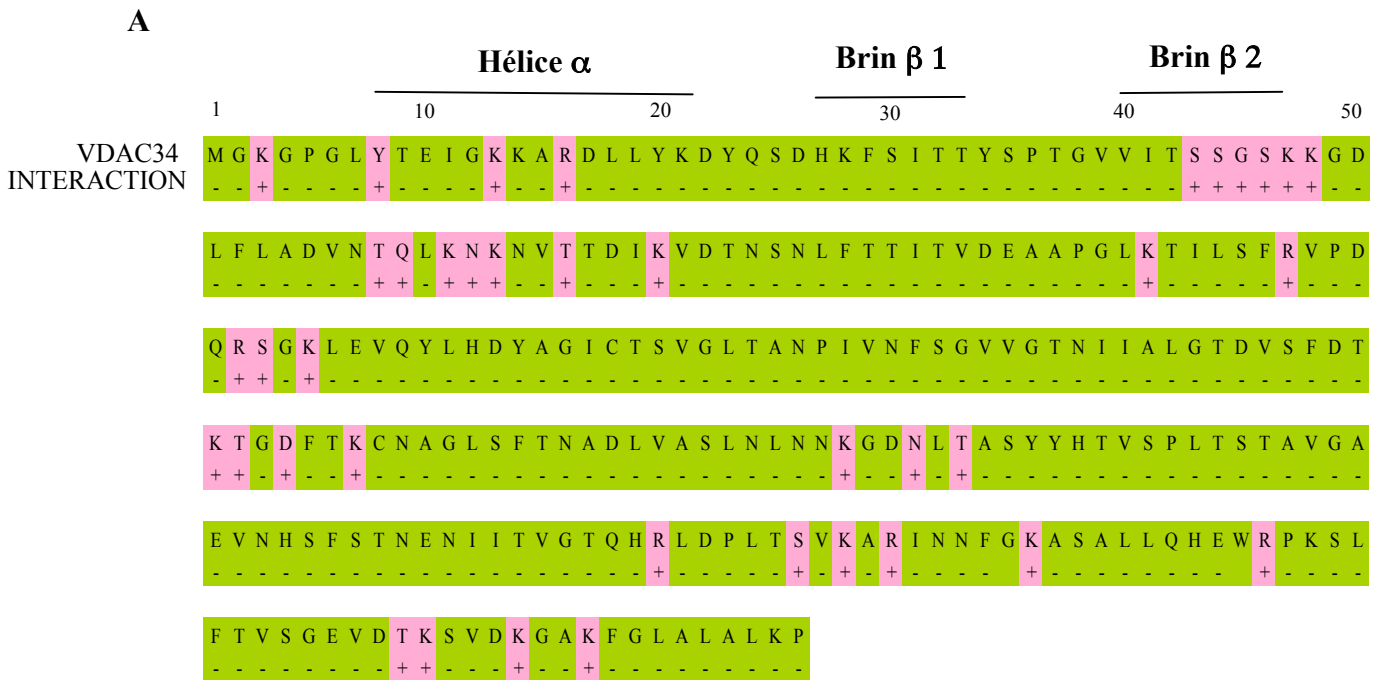 A
Hélice α Brin β 1 Brin β 2
1 10 20 30 40 50
VDAC34 M G K G P G L Y T E I G K K A R D L L Y K D Y Q S D H K F S I T T Y S P T G V V I T S S G S K K G D
INTERACTION - - + - - - - + - - - - + - - + - - - - - - - - - - - - - - - - - - - - - - - - - - + + + + + + - -
L F L A D V N T Q L K N K N V T T D I K V D T N S N L F T T I T V D E A A P G L K T I L S F R V P D
- - - - - - - + + - + + + - - + - - - + - - - - - - - - - - - - - - - - - - - - + - - - - - + - - -
Q R S G K L E V Q Y L H D Y A G I C T S V G L T A N P I V N F S G V V G T N I I A L G T D V S F D T
- + + - + - - - - - - - - - - - - - - - - - - - - - - - - - - - - - - - - - - - - - - - - - - - - -
K T G D F T K C N A G L S F T N A D L V A S L N L N N K G D N L T A S Y Y H T V S P L T S T A V G A
+ + - + - - + - - - - - - - - - - - - - - - - - - - - + - - + - + - - - - - - - - - - - - - - - - -
E V N H S F S T N E N I I T V G T Q H R L D P L T S V K A R I N N F G K A S A L L Q H E W R P K S L
- - - - - - - - - - - - - - - - - - - + - - - - - + - + - + - - - - - + - - - - - - - - - + - - - -
F T V S G E V D T K S V D K G A K F G L A L A L K P
- - - - - - - - + + - - - + - - + - - - - - - - - -